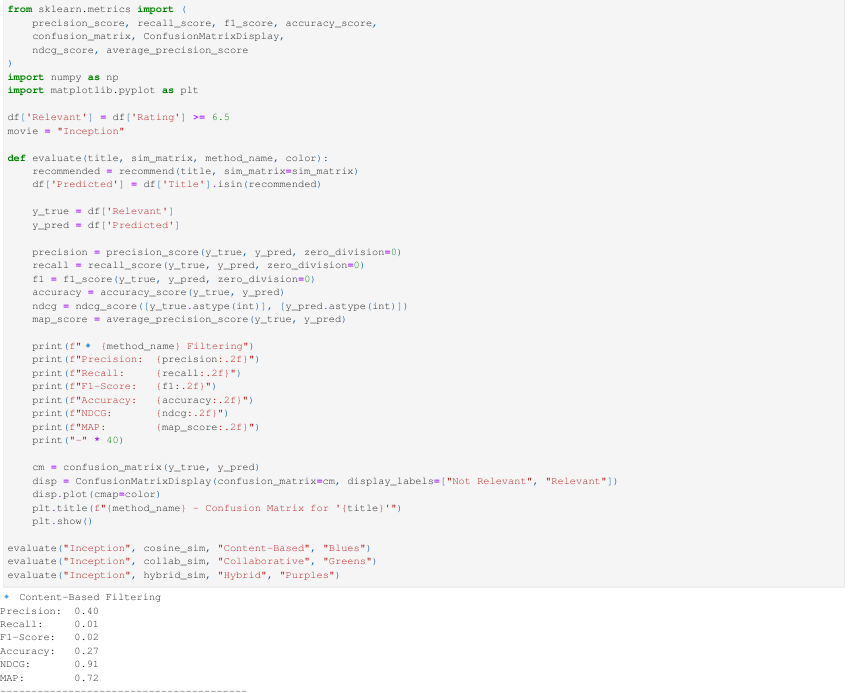 from sklearn.metrics import (
    precision_score, recall_score, f1_score, accuracy_score,
    confusion_matrix, ConfusionMatrixDisplay,
    ndcg_score, average_precision_score
)
import numpy as np
import matplotlib.pyplot as plt

df['Relevant'] = df['Rating'] >= 6.5
movie = "Inception"

def evaluate(title, sim_matrix, method_name, color):
    recommended = recommend(title, sim_matrix=sim_matrix)
    df['Predicted'] = df['Title'].isin(recommended)

    y_true = df['Relevant']
    y_pred = df['Predicted']

    precision = precision_score(y_true, y_pred, zero_division=0)
    recall = recall_score(y_true, y_pred, zero_division=0)
    f1 = f1_score(y_true, y_pred, zero_division=0)
    accuracy = accuracy_score(y_true, y_pred)
    ndcg = ndcg_score([y_true.astype(int)], [y_pred.astype(int)])
    map_score = average_precision_score(y_true, y_pred)

    print(f" * {method_name} Filtering")
    print(f"Precision:  {precision:.2f}")
    print(f"Recall:     {recall:.2f}")
    print(f"F1-Score:   {f1:.2f}")
    print(f"Accuracy:   {accuracy:.2f}")
    print(f"NDCG:       {ndcg:.2f}")
    print(f"MAP:        {map_score:.2f}")
    print("-" * 40)

    cm = confusion_matrix(y_true, y_pred)
    disp = ConfusionMatrixDisplay(confusion_matrix=cm, display_labels=["Not Relevant", "Relevant"])
    disp.plot(cmap=color)
    plt.title(f"{method_name} - Confusion Matrix for '{title}'")
    plt.show()

evaluate("Inception", cosine_sim, "Content-Based", "Blues")
evaluate("Inception", collab_sim, "Collaborative", "Greens")
evaluate("Inception", hybrid_sim, "Hybrid", "Purples")
* Content-Based Filtering
Precision:  0.40
Recall:     0.01
F1-Score:   0.02
Accuracy:   0.27
NDCG:       0.91
MAP:        0.72
----------------------------------------